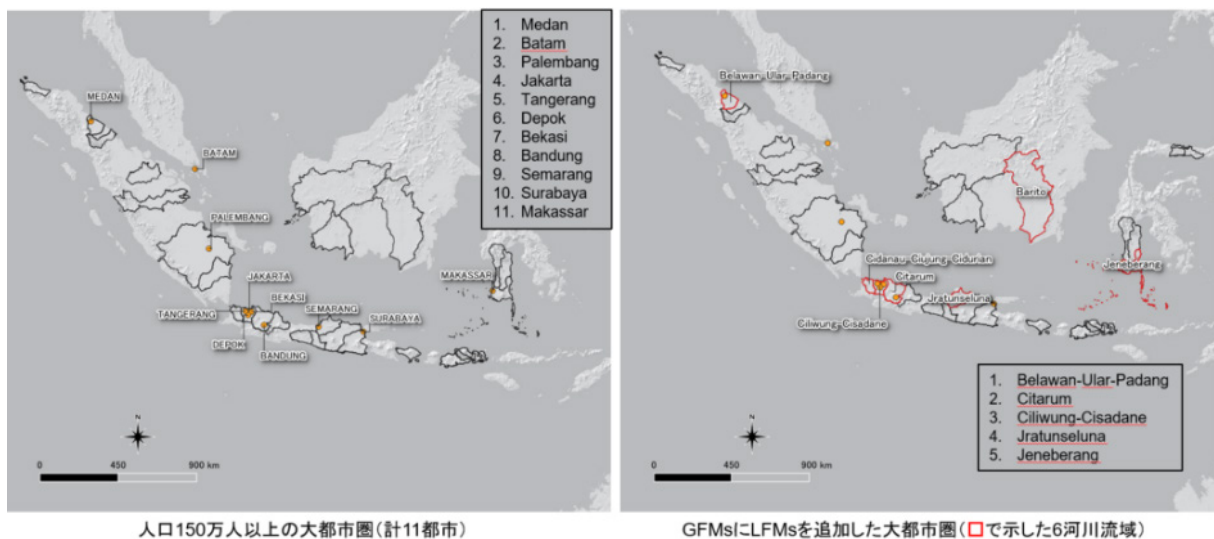 1. Medan
2. Batam
3. Palembang
4. Jakarta
5. Tangerang
6. Depok
7. Bekasi
8. Bandung
9. Semarang
10. Surabaya
11. Makassar
MEDAN
BATAM
PALEMBANG
MAKASSAR
JAKARTA
BEKASI
TANGERANG
SEMARANG
SURABAYA
DEPOK
BANDUNG
N
0 450 900 km
人口150万人以上の大都市圏(計11都市)
Belawan-Ular-Padang
Barito
Cidanau-Ciujung-Cidurian
Jeneberang
Citarum
Jratunseluna
Ciliwung-Cisadane
1. Belawan-Ular-Padang
2. Citarum
3. Ciliwung-Cisadane
4. Jratunseluna
5. Jeneberang
N
0 450 900 km
GFMsにLFMsを追加した大都市圏(□で示した6河川流域)